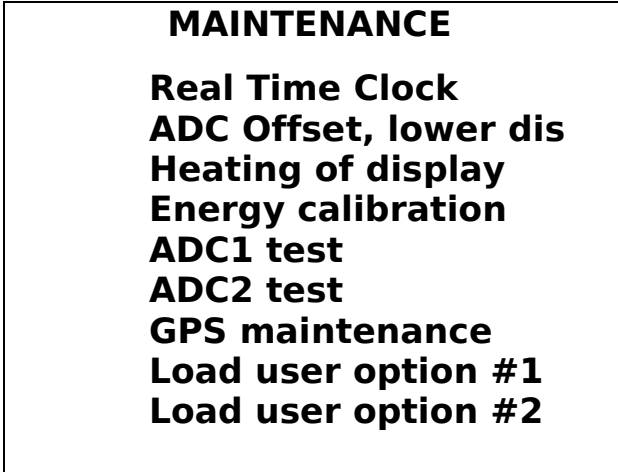 MAINTENANCE
Real Time Clock
ADC Offset, lower dis
Heating of display
Energy calibration
ADC1 test
ADC2 test
GPS maintenance
Load user option #1
Load user option #2